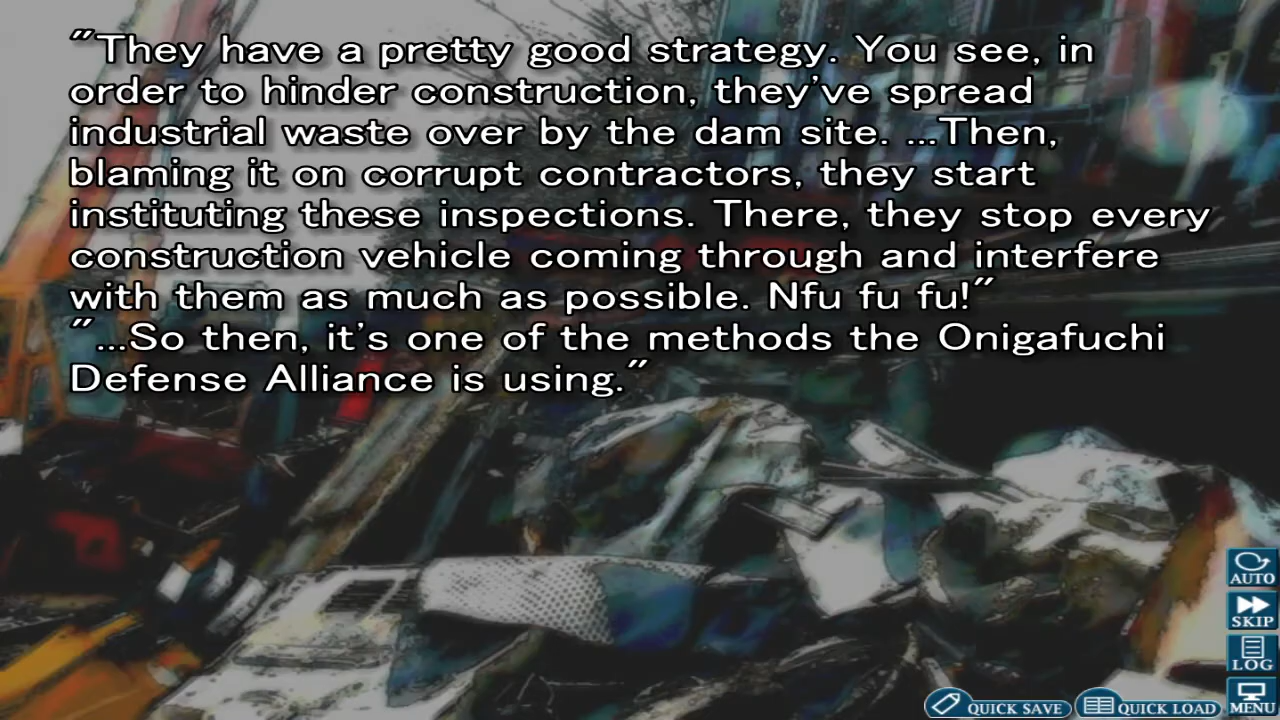 "They have a pretty good strategy. You see, in
order to hinder construction, they've spread
industrial waste over by the dam site. ...Then,
blaming it on corrupt contractors, they start
instituting these inspections. There, they stop every
construction vehicle coming through and interfere
with them as much as possible. Nfu fu fu!"
"...So then, it's one of the methods the Onigafuchi
Defense Alliance is using."
AUTO
SKIP
LOG
MENU
QUICK SAVE
QUICK LOAD